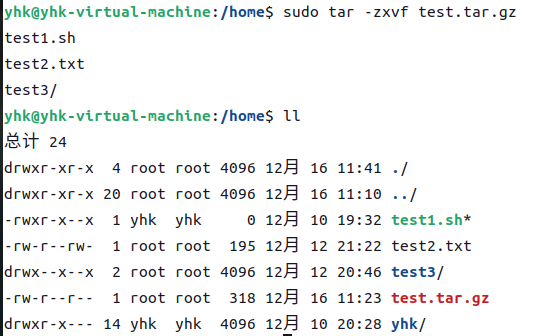 yhk@yhk-virtual-machine:/home$ sudo tar -zxvf test.tar.gz
test1.sh
test2.txt
test3/
yhk@yhk-virtual-machine:/home$ ll
总计 24
drwxr-xr-x  4 root root 4096 12月 16 11:41 ./
drwxr-xr-x 20 root root 4096 12月 16 11:10 ../
-rwxr-x--x  1 yhk  yhk     0 12月 10 19:32 test1.sh*
-rw-r--rw-  1 root root  195 12月 12 21:22 test2.txt
drwx--x--x  2 root root 4096 12月 12 20:46 test3/
-rw-r--r--  1 root root  318 12月 16 11:23 test.tar.gz
drwxr-x--- 14 yhk  yhk  4096 12月 10 20:28 yhk/